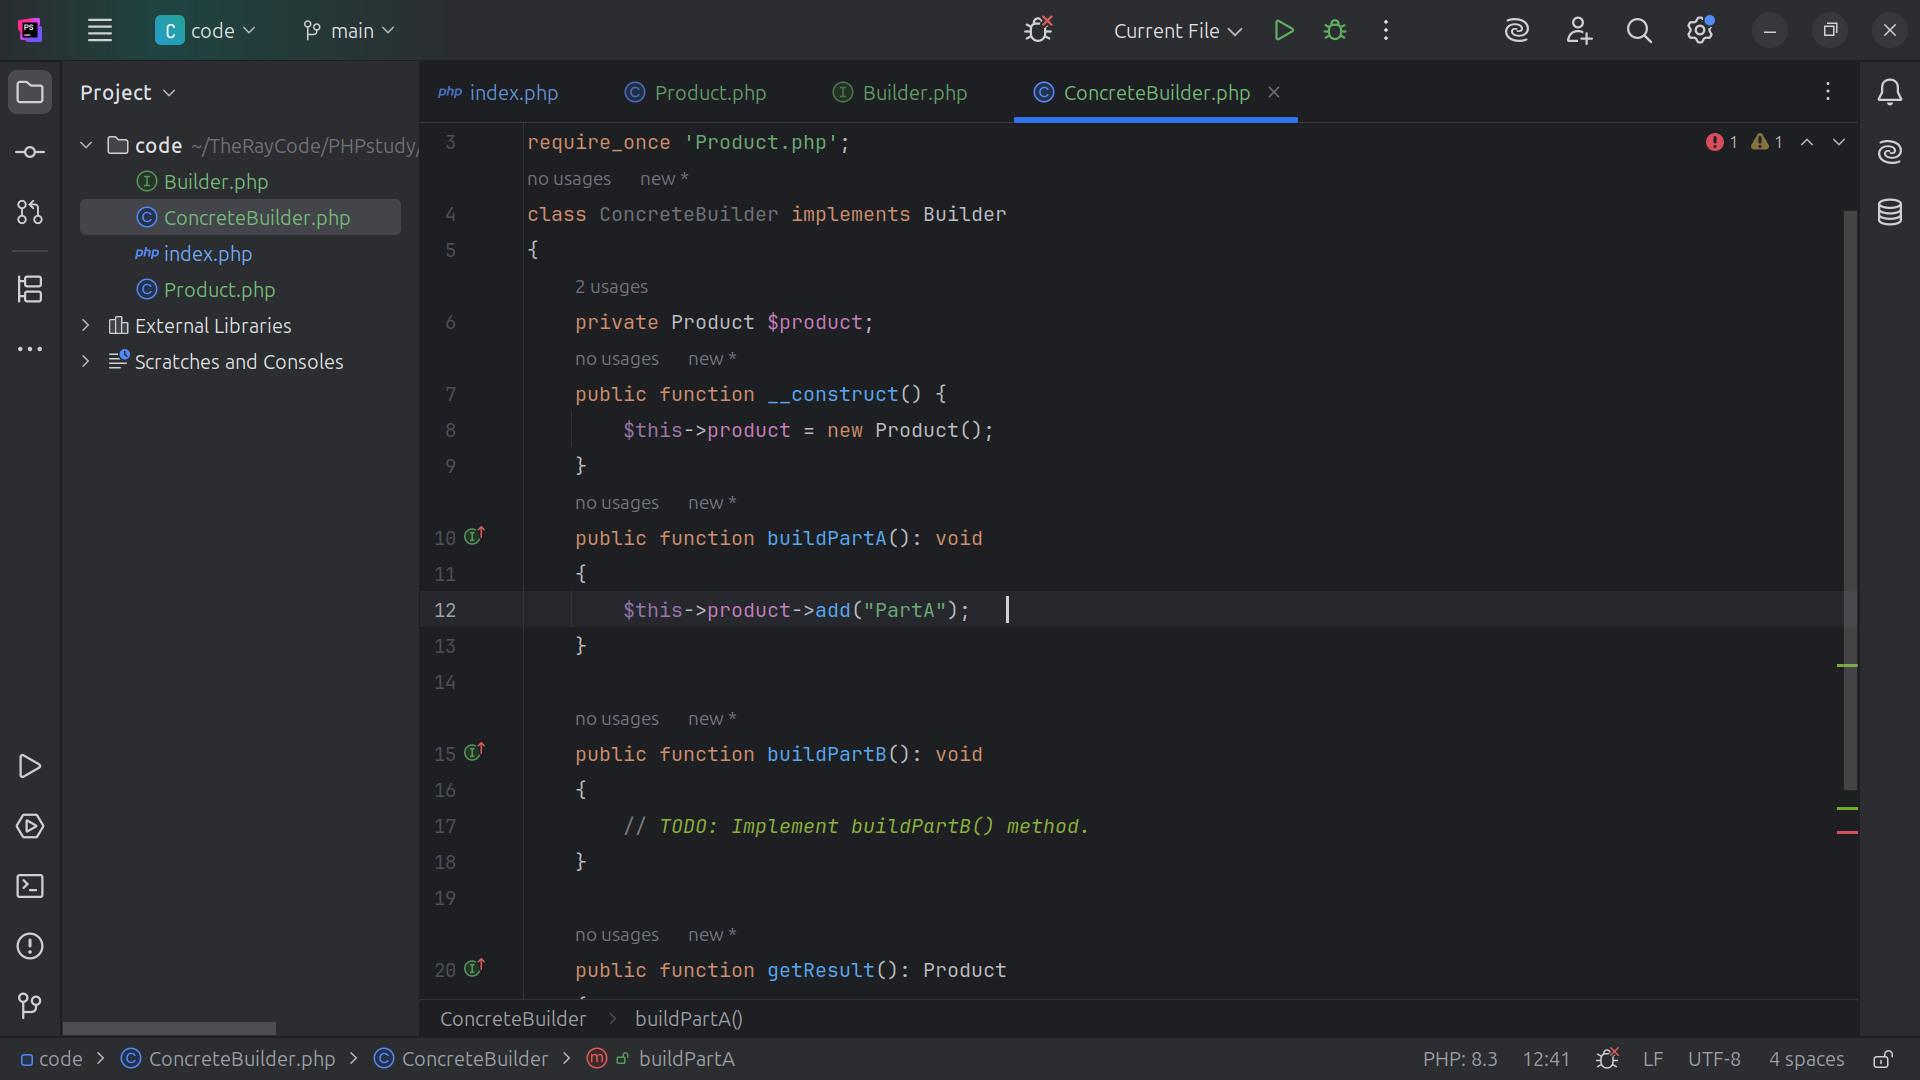 PS
C code
main
Current File
Project
code ~/TheRayCode/PHPstudy/
Builder.php
ConcreteBuilder.php
php index.php
Product.php
External Libraries
Scratches and Consoles
php index.php
Product.php
Builder.php
ConcreteBuilder.php
1 1
3 require_once 'Product.php';
no usages new *
4 class ConcreteBuilder implements Builder
5 {
2 usages
6 private Product $product;
no usages new *
7 public function __construct() {
8 $this->product = new Product();
9 }
no usages new *
10 public function buildPartA(): void
11 {
12 $this->product->add("PartA");
13 }
14
no usages new *
15 public function buildPartB(): void
16 {
17 // TODO: Implement buildPartB() method.
18 }
19
no usages new *
20 public function getResult(): Product
ConcreteBuilder > buildPartA()
code > ConcreteBuilder.php > ConcreteBuilder > buildPartA
PHP: 8.3 12:41 LF UTF-8 4 spaces